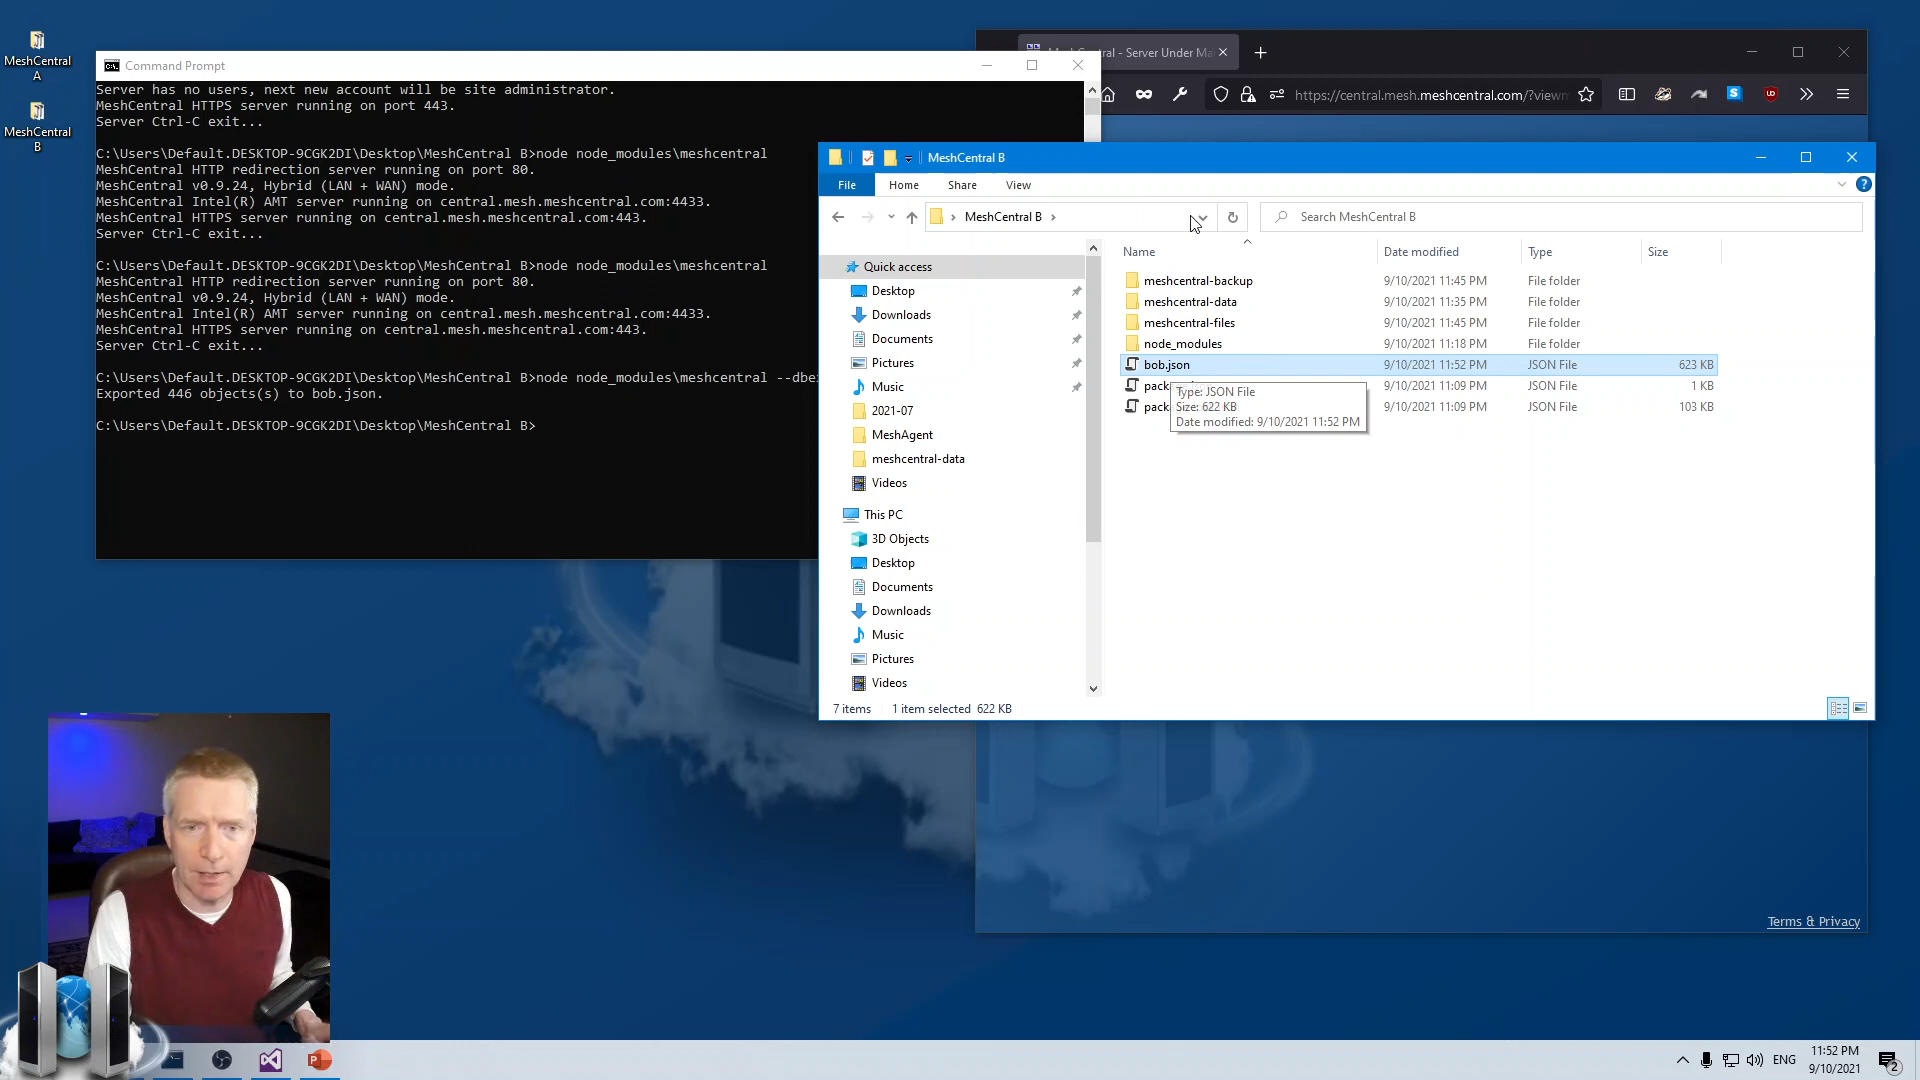 MeshCentral
A
MeshCentral
B
Command Prompt
Server has no users, next new account will be site administrator.
MeshCentral HTTPS server running on port 443.
Server Ctrl-C exit...
C:\Users\Default.DESKTOP-9CGK2DI\Desktop\MeshCentral B>node node_modules\meshcentral
MeshCentral HTTP redirection server running on port 80.
MeshCentral v0.9.24, Hybrid (LAN + WAN) mode.
MeshCentral Intel(R) AMT server running on central.mesh.meshcentral.com:4433.
MeshCentral HTTPS server running on central.mesh.meshcentral.com:443.
Server Ctrl-C exit...
C:\Users\Default.DESKTOP-9CGK2DI\Desktop\MeshCentral B>node node_modules\meshcentral
MeshCentral HTTP redirection server running on port 80.
MeshCentral v0.9.24, Hybrid (LAN + WAN) mode.
MeshCentral Intel(R) AMT server running on central.mesh.meshcentral.com:4433.
MeshCentral HTTPS server running on central.mesh.meshcentral.com:443.
Server Ctrl-C exit...
C:\Users\Default.DESKTOP-9CGK2DI\Desktop\MeshCentral B>node node_modules\meshcentral --dbe
Exported 446 objects(s) to bob.json.
C:\Users\Default.DESKTOP-9CGK2DI\Desktop\MeshCentral B>
- Server Under Ma
https://central.mesh.meshcentral.com/?viewm
MeshCentral B
File Home Share View
MeshCentral B
Search MeshCentral B
Quick access
Desktop
Downloads
Documents
Pictures
Music
2021-07
MeshAgent
meshcentral-data
Videos
This PC
3D Objects
Desktop
Documents
Downloads
Music
Pictures
Videos
Name Date modified Type Size
meshcentral-backup 9/10/2021 11:45 PM File folder
meshcentral-data 9/10/2021 11:35 PM File folder
meshcentral-files 9/10/2021 11:45 PM File folder
node_modules 9/10/2021 11:18 PM File folder
bob.json 9/10/2021 11:52 PM JSON File 623 KB
pack 9/10/2021 11:09 PM JSON File 1 KB
pack 9/10/2021 11:09 PM JSON File 103 KB
Type: JSON File
Size: 622 KB
Date modified: 9/10/2021 11:52 PM
7 items 1 item selected 622 KB
Terms & Privacy
ENG
11:52 PM
9/10/2021
2